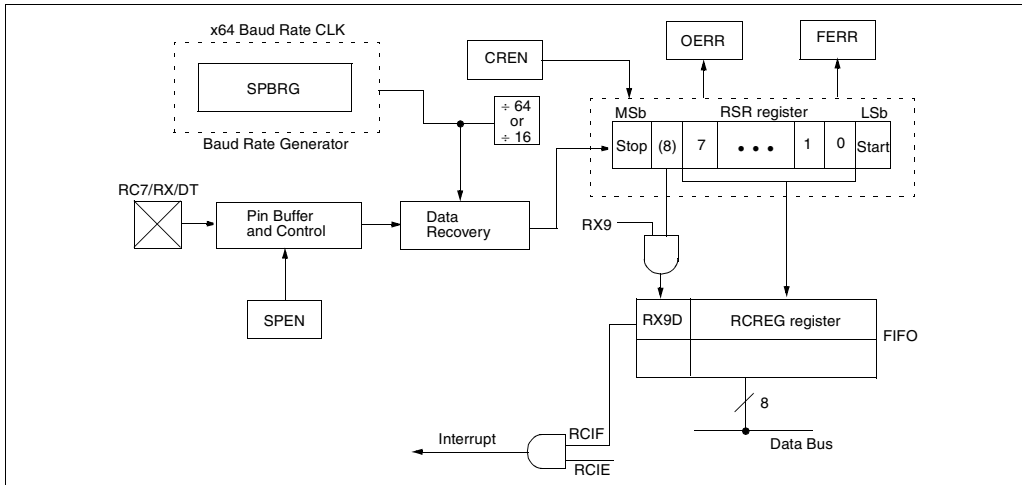 x64 Baud Rate CLK
SPBRG
Baud Rate Generator
CREN
OERR
FERR
÷ 64
or
÷ 16
MSb
RSR register
LSb
Stop
(8)
7
• • •
1
0
Start
RC7/RX/DT
Pin Buffer
and Control
Data
Recovery
RX9
SPEN
RX9D
RCREG register
FIFO
8
Data Bus
Interrupt
RCIF
RCIE